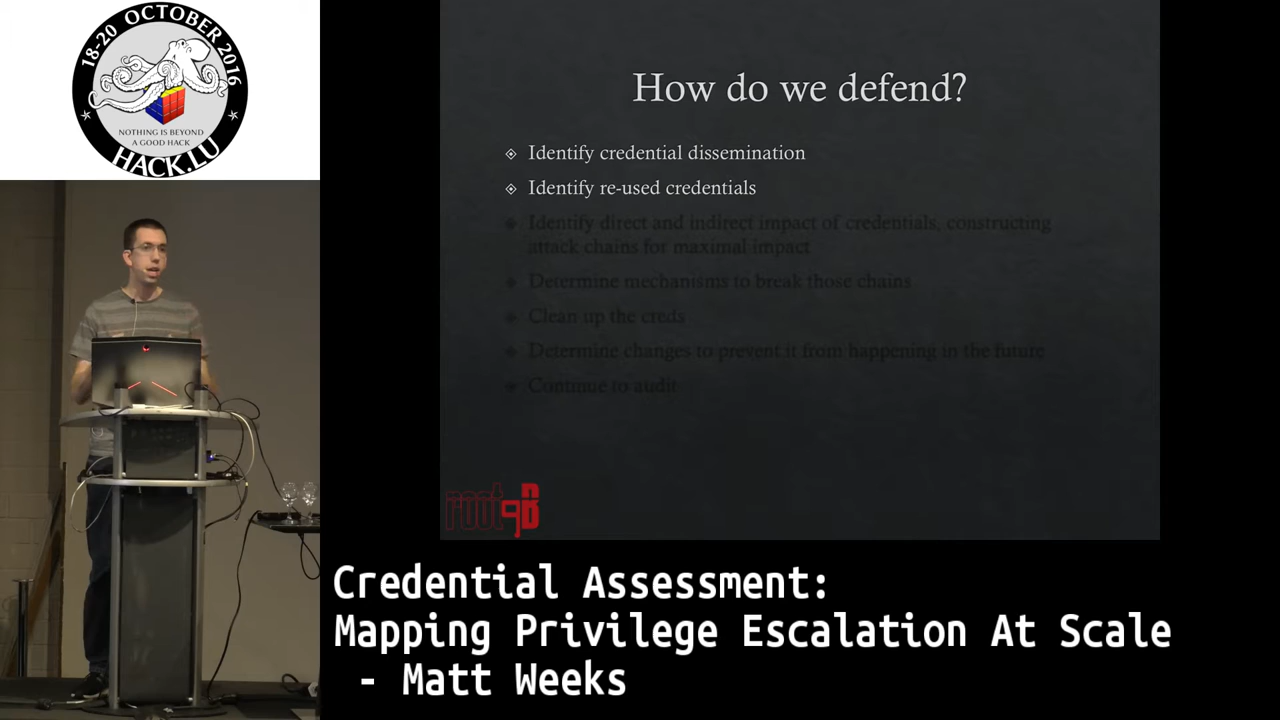 18-20 OCTOBER 2016
NOTHING IS BEYOND
A GOOD HACK
HACK.LU
How do we defend?
Identify credential dissemination
Identify re-used credentials
Identify direct and indirect impact of credentials, constructing
attack chains for maximal impact
Determine mechanisms to break those chains
Clean up the creds
Determine changes to prevent it from happening in the future
Continue to audit
root9B
Credential Assessment:
Mapping Privilege Escalation At Scale
- Matt Weeks